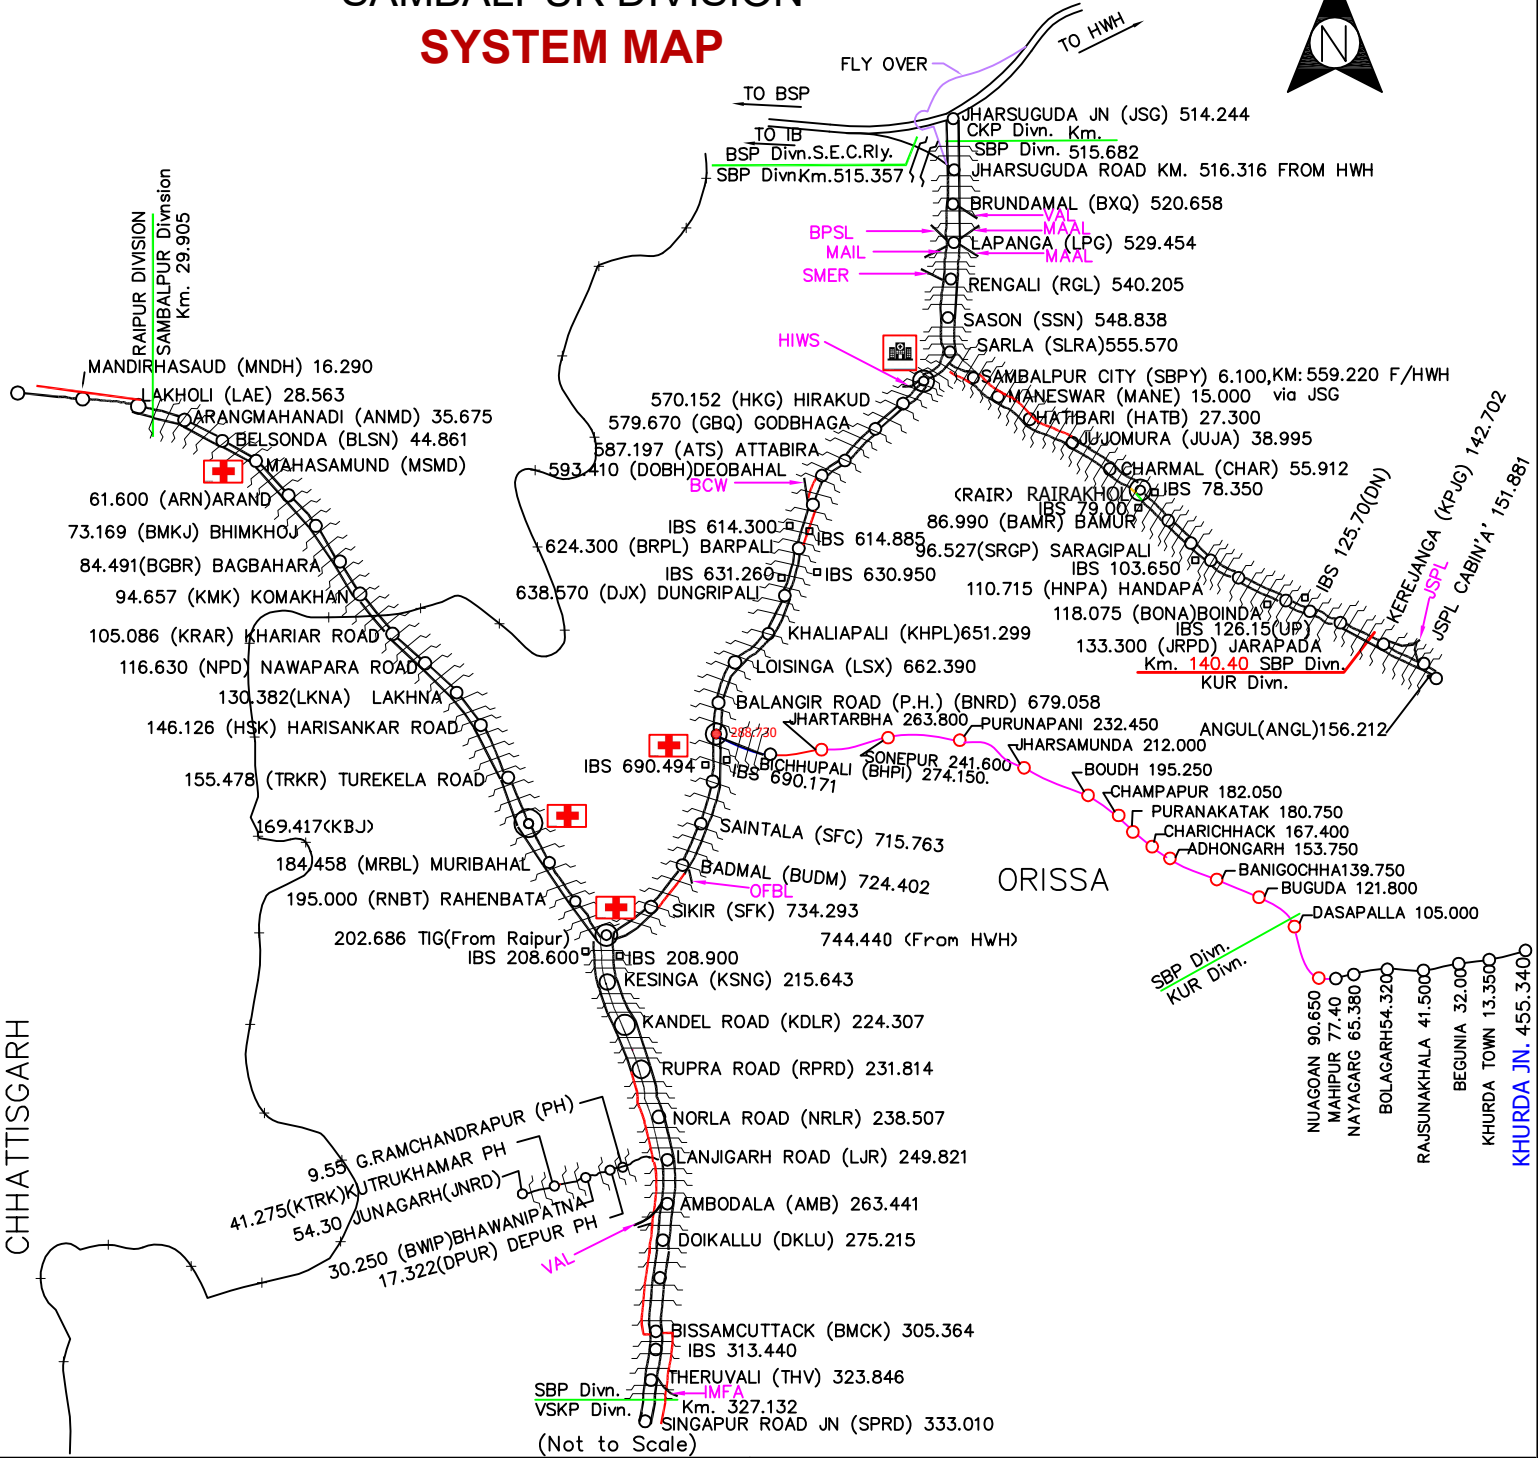 SAMBALPUR DIVISION
SYSTEM MAP
N
TO HWH
FLY OVER
TO BSP
TO IB
JHARSUGUDA JN (JSG) 514.244
CKP Divn. Km.
SBP Divn. 515.682
BSP Divn.S.E.C.Rly.
SBP Divn.Km.515.357
JHARSUGUDA ROAD KM. 516.316 FROM HWH
BRUNDAMAL (BXQ) 520.658
VAL
BPSL
MAAL
LAPANGA (LPG) 529.454
MAIL
MAAL
SMER
RENGALI (RGL) 540.205
SASON (SSN) 548.838
HIWS
SARLA (SLRA)555.570
RAIPUR DIVISION
SAMBALPUR Divnsion
Km. 29.905
MANDIRHASAUD (MNDH) 16.290
LAKHOLI (LAE) 28.563
ARANGMAHANADI (ANMD) 35.675
BELSONDA (BLSN) 44.861
MAHASAMUND (MSMD)
61.600 (ARN)ARAND
73.169 (BMKJ) BHIMKHOJ
84.491(BGBR) BAGBAHARA
94.657 (KMK) KOMAKHAN
105.086 (KRAR) KHARIAR ROAD
116.630 (NPD) NAWAPARA ROAD
130.382(LKNA) LAKHNA
146.126 (HSK) HARISANKAR ROAD
155.478 (TRKR) TUREKELA ROAD
169.417(KBJ)
184.458 (MRBL) MURIBAHAL
195.000 (RNBT) RAHENBATA
202.686 TIG(From Raipur)
IBS 208.600
SAMBALPUR CITY (SBPY) 6.100,KM:559.220 F/HWH
via JSG
MANESWAR (MANE) 15.000
HATIBARI (HATB) 27.300
JUJOMURA (JUJA) 38.995
CHARMAL (CHAR) 55.912
IBS 78.350
(RAIR) RAIRAKHOL
IBS 79.00
86.990 (BAMR) BAMUR
96.527(SRGP) SARAGIPALI
IBS 103.650
110.715 (HNPA) HANDAPA
118.075 (BONA)BOINDA
IBS 125.70(DN)
IBS 126.15(UP)
133.300 (JRPD) JARAPADA
Km. 140.40 SBP Divn.
KUR Divn.
KEREJANGA (KPJG) 142.702
JSPL
JSPL CABIN'A' 151.881
ANGUL(ANGL)156.212
570.152 (HKG) HIRAKUD
579.670 (GBQ) GODBHAGA
587.197 (ATS) ATTABIRA
593.410 (DOBH)DEOBAHAL
BCW
IBS 614.300
IBS 614.885
624.300 (BRPL) BARPALI
IBS 631.260
IBS 630.950
638.570 (DJX) DUNGRIPALI
KHALIAPALI (KHPL)651.299
LOISINGA (LSX) 662.390
BALANGIR ROAD (P.H.) (BNRD) 679.058
288.730
IBS 690.494
IBS 690.171
BICHHUPALI (BHPI) 274.150.
JHARTARBHA 263.800
SONEPUR 241.600
PURUNAPANI 232.450
JHARSAMUNDA 212.000
BOUDH 195.250
CHAMPAPUR 182.050
PURANAKATAK 180.750
CHARICHHACK 167.400
ADHONGARH 153.750
BANIGOCHHA139.750
BUGUDA 121.800
DASAPALLA 105.000
SBP Divn.
KUR Divn.
NUAGOAN 90.650
MAHIPUR 77.40
NAYAGARG 65.380
BOLAGARH54.320
RAJSUNAKHALA 41.500
BEGUNIA 32.00
KHURDA TOWN 13.350
KHURDA JN. 455.340
ORISSA
SAINTALA (SFC) 715.763
BADMAL (BUDM) 724.402
OFBL
SIKIR (SFK) 734.293
744.440 (From HWH)
IBS 208.900
KESINGA (KSNG) 215.643
KANDEL ROAD (KDLR) 224.307
RUPRA ROAD (RPRD) 231.814
NORLA ROAD (NRLR) 238.507
LANJIGARH ROAD (LJR) 249.821
AMBODALA (AMB) 263.441
DOIKALLU (DKLU) 275.215
9.55 G.RAMCHANDRAPUR (PH)
41.275(KTRK)KUTRUKHAMAR PH
54.30 JUNAGARH(JNRD)
30.250 (BWIP)BHAWANIPATNA
17.322(DPUR) DEPUR PH
VAL
BISSAMCUTTACK (BMCK) 305.364
IBS 313.440
THERUVALI (THV) 323.846
IMFA
SBP Divn.
VSKP Divn.
Km. 327.132
SINGAPUR ROAD JN (SPRD) 333.010
(Not to Scale)
CHHATTISGARH